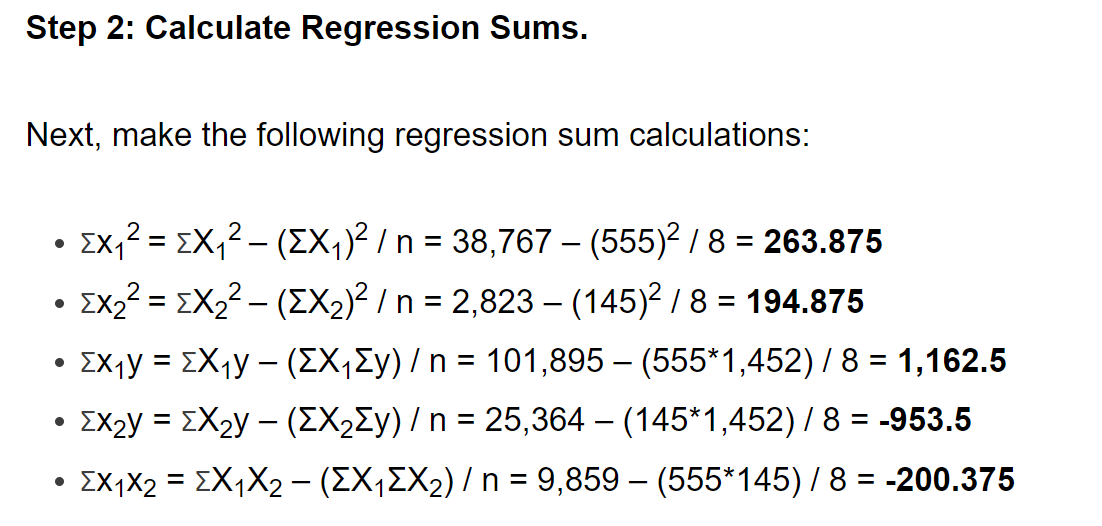 Step 2: Calculate Regression Sums.
Next, make the following regression sum calculations:
• Σx₁² = ΣX₁² – (ΣX₁)² / n = 38,767 – (555)² / 8 = 263.875
• Σx₂² = ΣX₂² – (ΣX₂)² / n = 2,823 – (145)² / 8 = 194.875
• Σx₁y = ΣX₁y – (ΣX₁Σy) / n = 101,895 – (555*1,452) / 8 = 1,162.5
• Σx₂y = ΣX₂y – (ΣX₂Σy) / n = 25,364 – (145*1,452) / 8 = -953.5
• Σx₁x₂ = ΣX₁X₂ – (ΣX₁ΣX₂) / n = 9,859 – (555*145) / 8 = -200.375